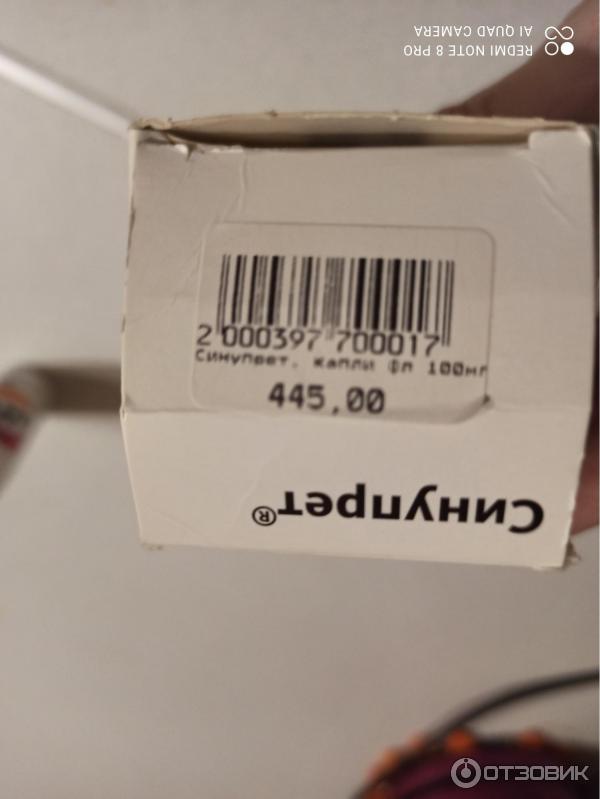 REDMI NOTE 8 PRO
AI QUAD CAMERA
2 000397 700017
Синупрет, капли фл 100мл
445,00
Синупрет®
ОТЗОВИК